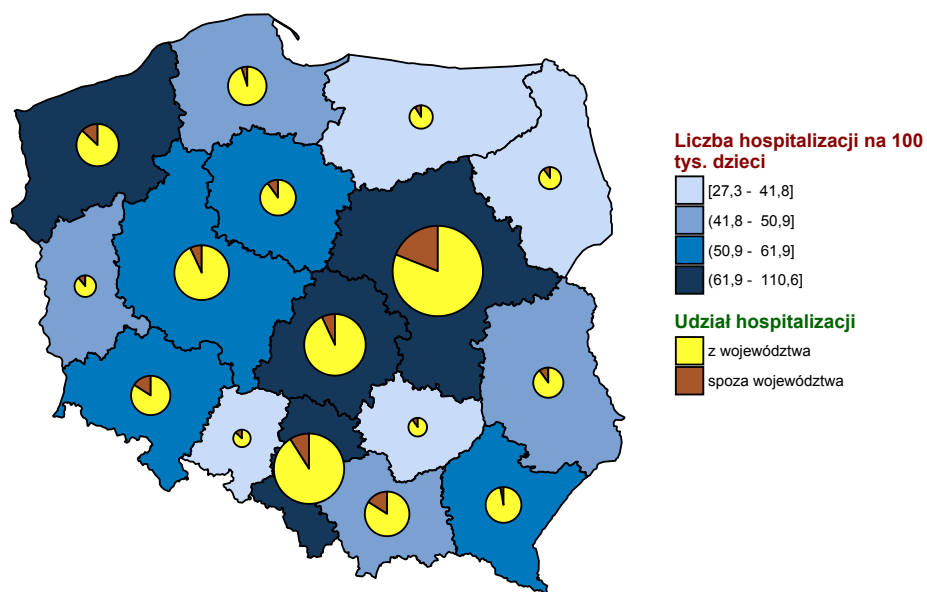 Liczba hospitalizacji na 100
tys. dzieci
[27,3 - 41,8]
(41,8 - 50,9]
(50,9 - 61,9]
(61,9 - 110,6]
Udział hospitalizacji
z województwa
spoza województwa